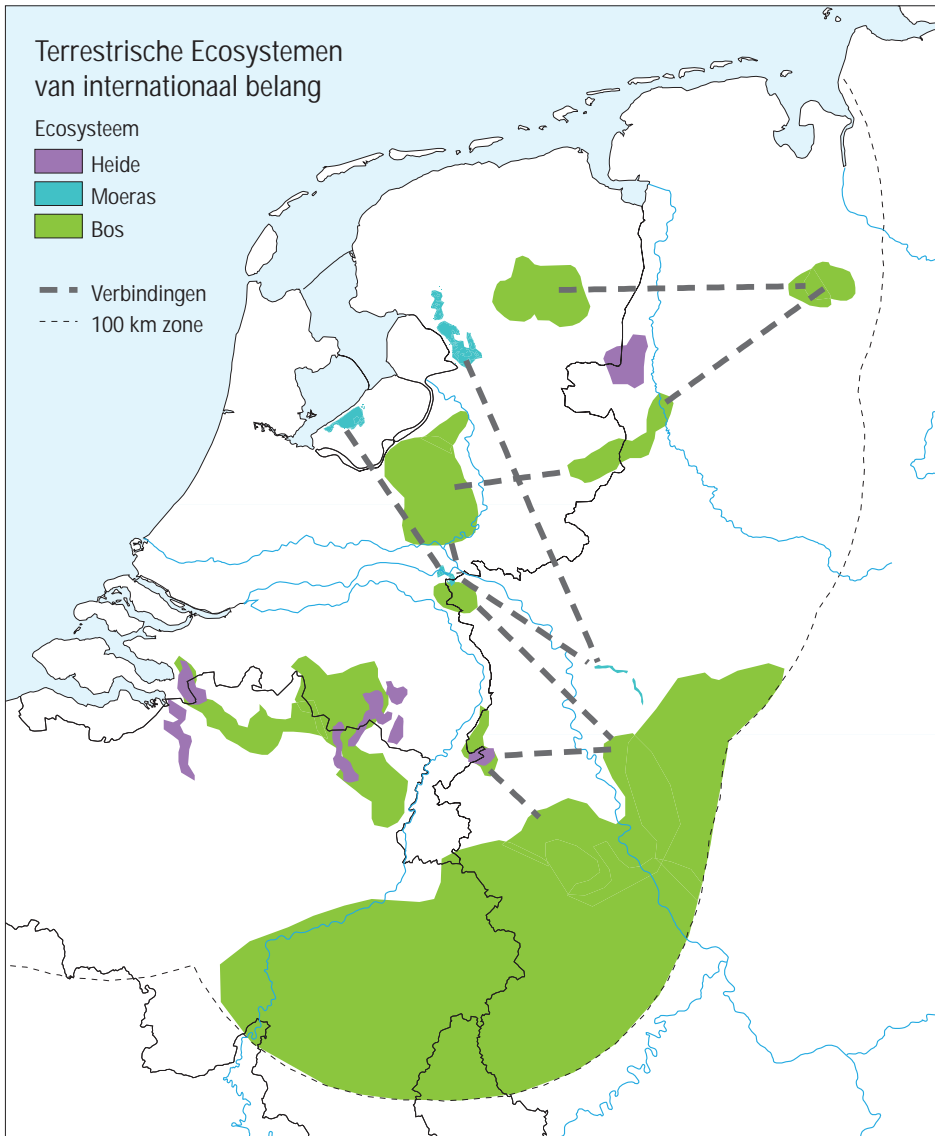 Terrestrische Ecosystemen
van internationaal belang
Ecosysteem
Heide
Moeras
Bos
Verbindingen
100 km zone